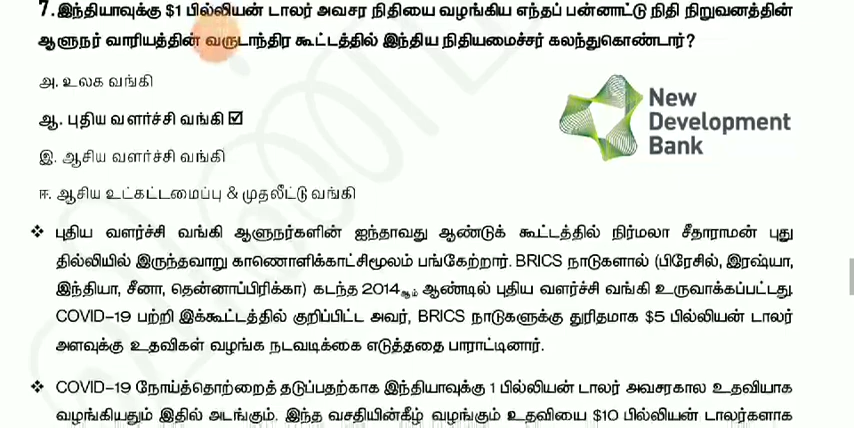 7. இந்தியாவுக்கு $1 பில்லியன் டாலர் அவசர நிதியை வழங்கிய எந்தப் பன்னாட்டு நிதி நிறுவனத்தின்
ஆளுநர் வாரியத்தின் வருடாந்திர கூட்டத்தில் இந்திய நிதியமைச்சர் கலந்துகொண்டார்?
அ. உலக வங்கி
ஆ. புதிய வளர்ச்சி வங்கி ☑
இ. ஆசிய வளர்ச்சி வங்கி
ஈ. ஆசிய உட்கட்டமைப்பு & முதலீட்டு வங்கி
New
Development
Bank
❖ புதிய வளர்ச்சி வங்கி ஆளுநர்களின் ஐந்தாவது ஆண்டுக் கூட்டத்தில் நிர்மலா சீதாராமன் புது
தில்லியில் இருந்தவாறு காணொளிக்காட்சிமூலம் பங்கேற்றார். BRICS நாடுகளால் (பிரேசில், இரஷ்யா,
இந்தியா, சீனா, தென்னாப்பிரிக்கா) கடந்த 2014ஆம் ஆண்டில் புதிய வளர்ச்சி வங்கி உருவாக்கப்பட்டது.
COVID-19 பற்றி இக்கூட்டத்தில் குறிப்பிட்ட அவர், BRICS நாடுகளுக்கு துரிதமாக $5 பில்லியன் டாலர்
அளவுக்கு உதவிகள் வழங்க நடவடிக்கை எடுத்ததை பாராட்டினார்.
❖ COVID-19 நோய்த்தொற்றைத் தடுப்பதற்காக இந்தியாவுக்கு 1 பில்லியன் டாலர் அவசரகால உதவியாக
வழங்கியதும் இதில் அடங்கும். இந்த வசதியின்கீழ் வழங்கும் உதவியை $10 பில்லியன் டாலர்களாக